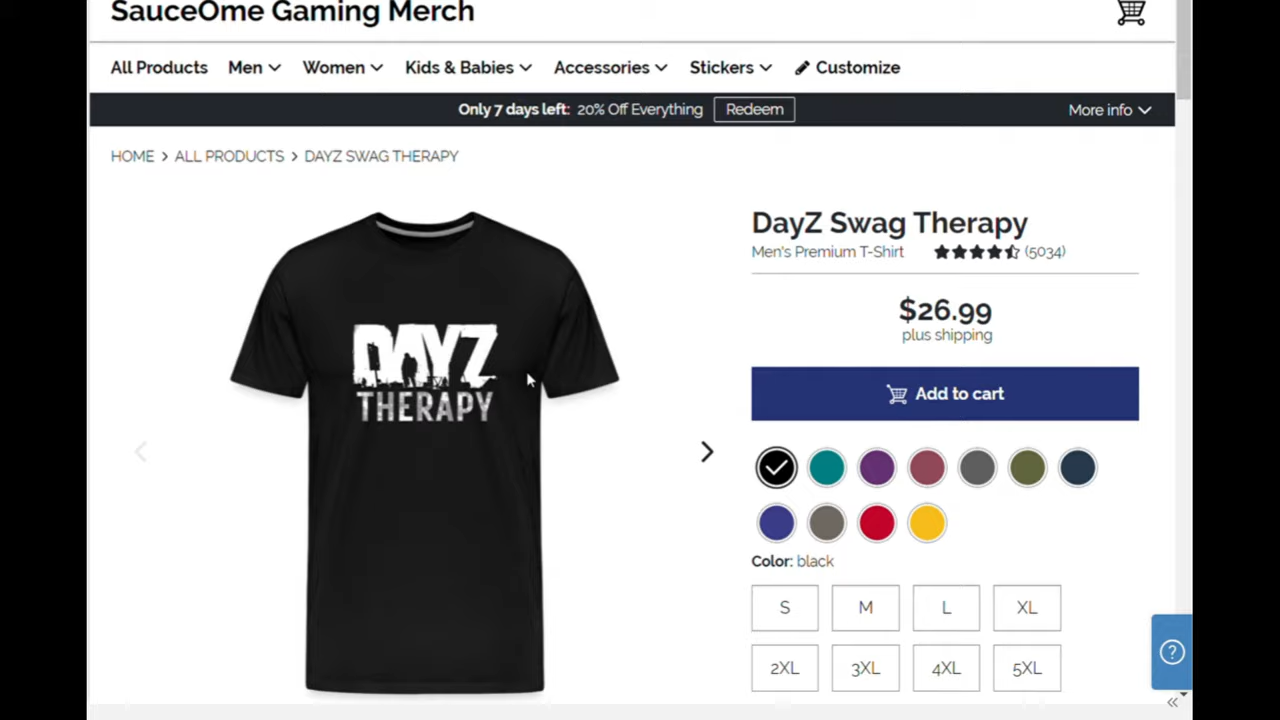 SauceOme Gaming Merch
All Products Men Women Kids & Babies Accessories Stickers Customize
Only 7 days left: 20% Off Everything Redeem More info
HOME > ALL PRODUCTS > DAYZ SWAG THERAPY
DAYZ
THERAPY
DayZ Swag Therapy
Men's Premium T-Shirt (5034)
$26.99
plus shipping
Add to cart
Color: black
S M L XL
2XL 3XL 4XL 5XL
?